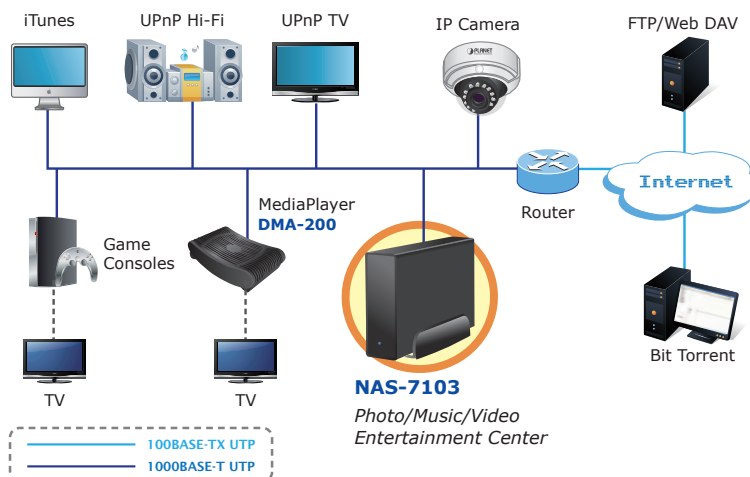 iTunes
UPnP Hi-Fi
UPnP TV
IP Camera
FTP/Web DAV
PLANET
Internet
Router
MediaPlayer
DMA-200
Game
Consoles
TV
TV
NAS-7103
Photo/Music/Video
Entertainment Center
Bit Torrent
100BASE-TX UTP
1000BASE-T UTP